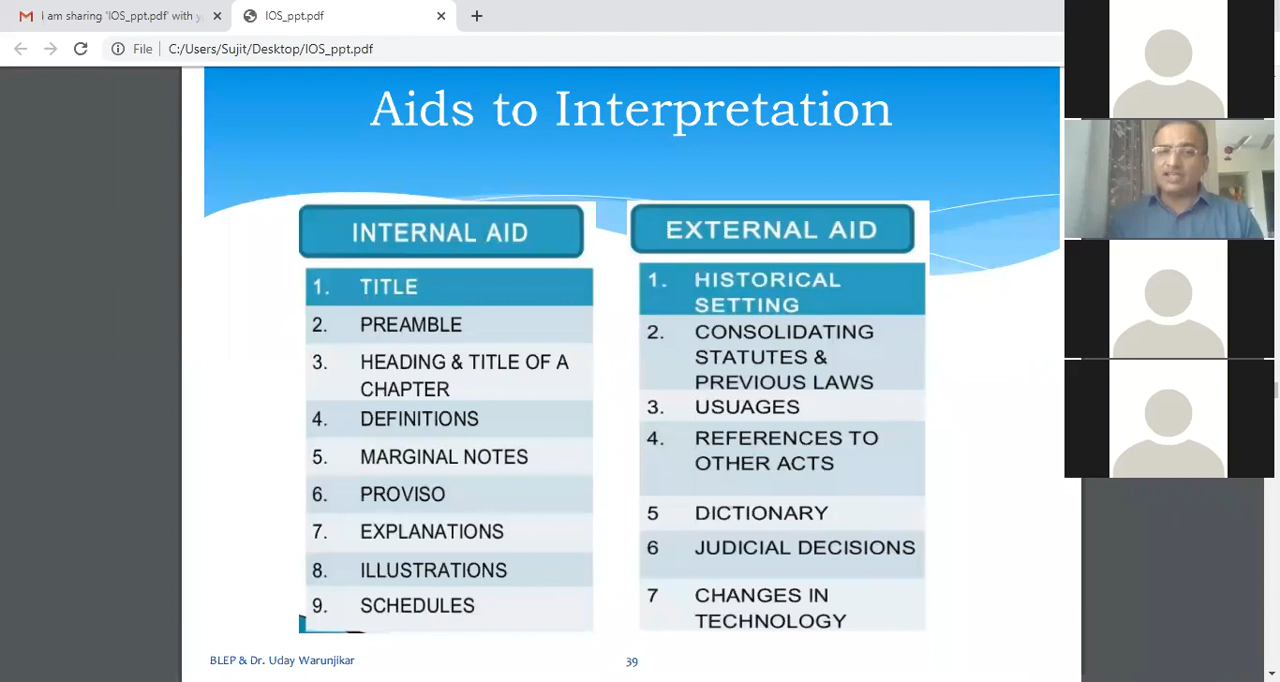 I am sharing 'IOS_ppt.pdf' with y
IOS_ppt.pdf
File
C:/Users/Sujit/Desktop/IOS_ppt.pdf
Aids to Interpretation
INTERNAL AID
1. TITLE
2. PREAMBLE
3. HEADING & TITLE OF A
CHAPTER
4. DEFINITIONS
5. MARGINAL NOTES
6. PROVISO
7. EXPLANATIONS
8. ILLUSTRATIONS
9. SCHEDULES
EXTERNAL AID
1. HISTORICAL
SETTING
2. CONSOLIDATING
STATUTES &
PREVIOUS LAWS
3. USUAGES
4. REFERENCES TO
OTHER ACTS
5 DICTIONARY
6 JUDICIAL DECISIONS
7 CHANGES IN
TECHNOLOGY
BLEP & Dr. Uday Warunjikar
39